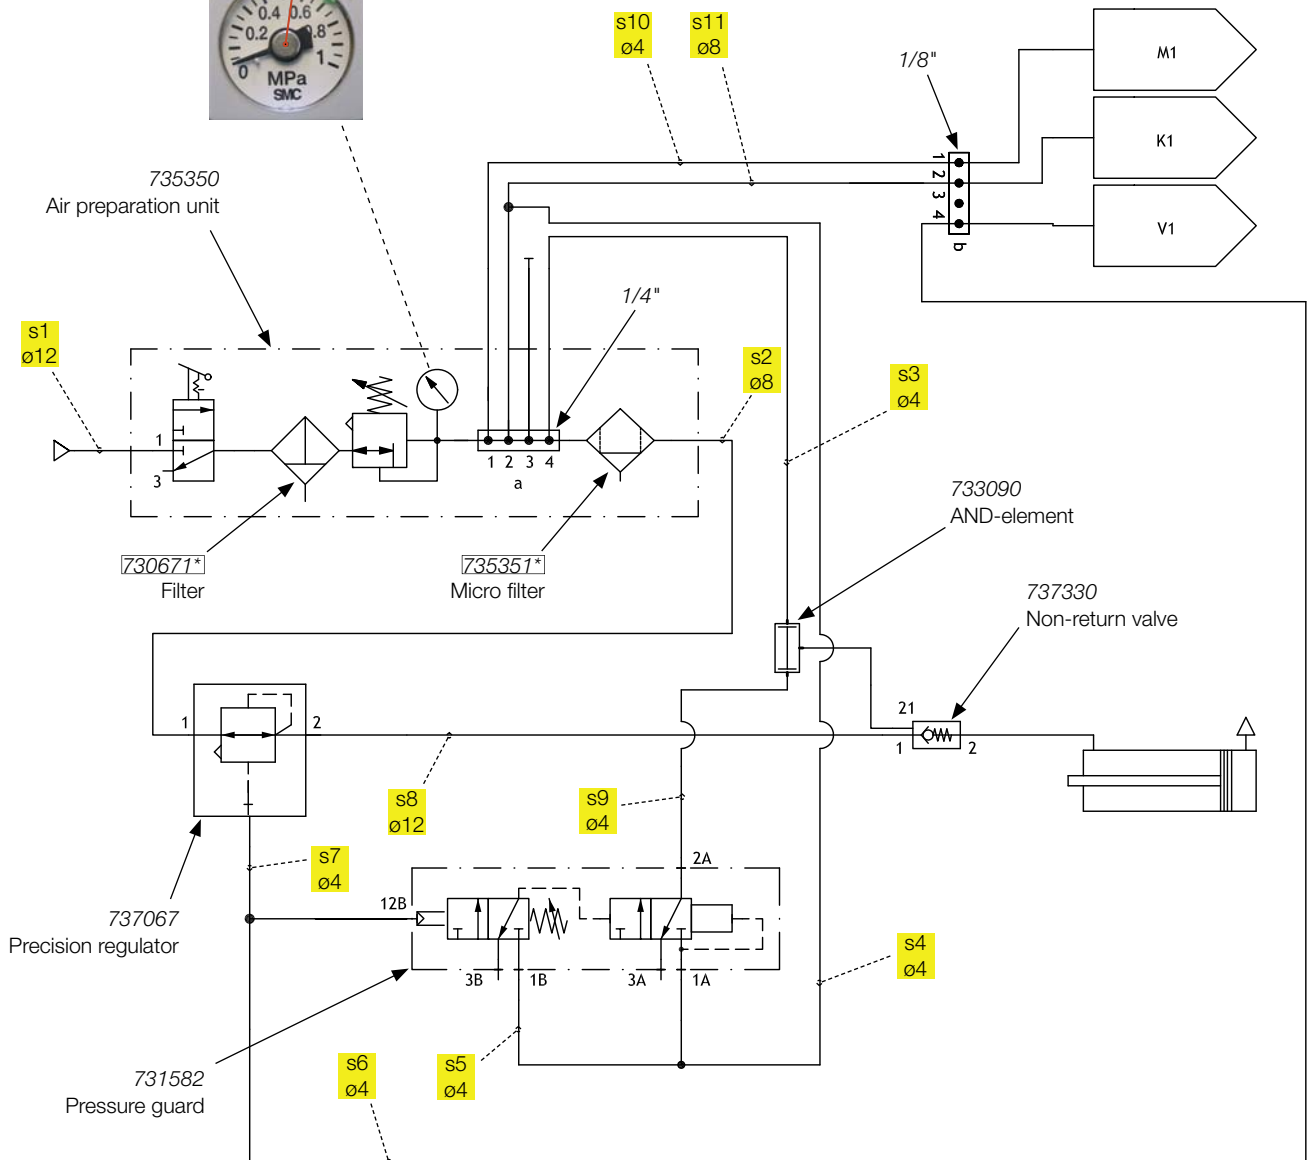 0.4 0.6
0.2 0.8
0 1
MPa
SMC
s10
ø4
s11
ø8
1/8"
M1
K1
V1
1
2
3
4
b
735350
Air preparation unit
1/4"
s1
ø12
s2
ø8
s3
ø4
1
3
1 2 3 4
a
733090
AND-element
730671*
Filter
735351*
Micro filter
737330
Non-return valve
1
2
21
1
2
s8
ø12
s9
ø4
s7
ø4
2A
12B
737067
Precision regulator
3B
1B
3A
1A
s4
ø4
s6
ø4
s5
ø4
731582
Pressure guard